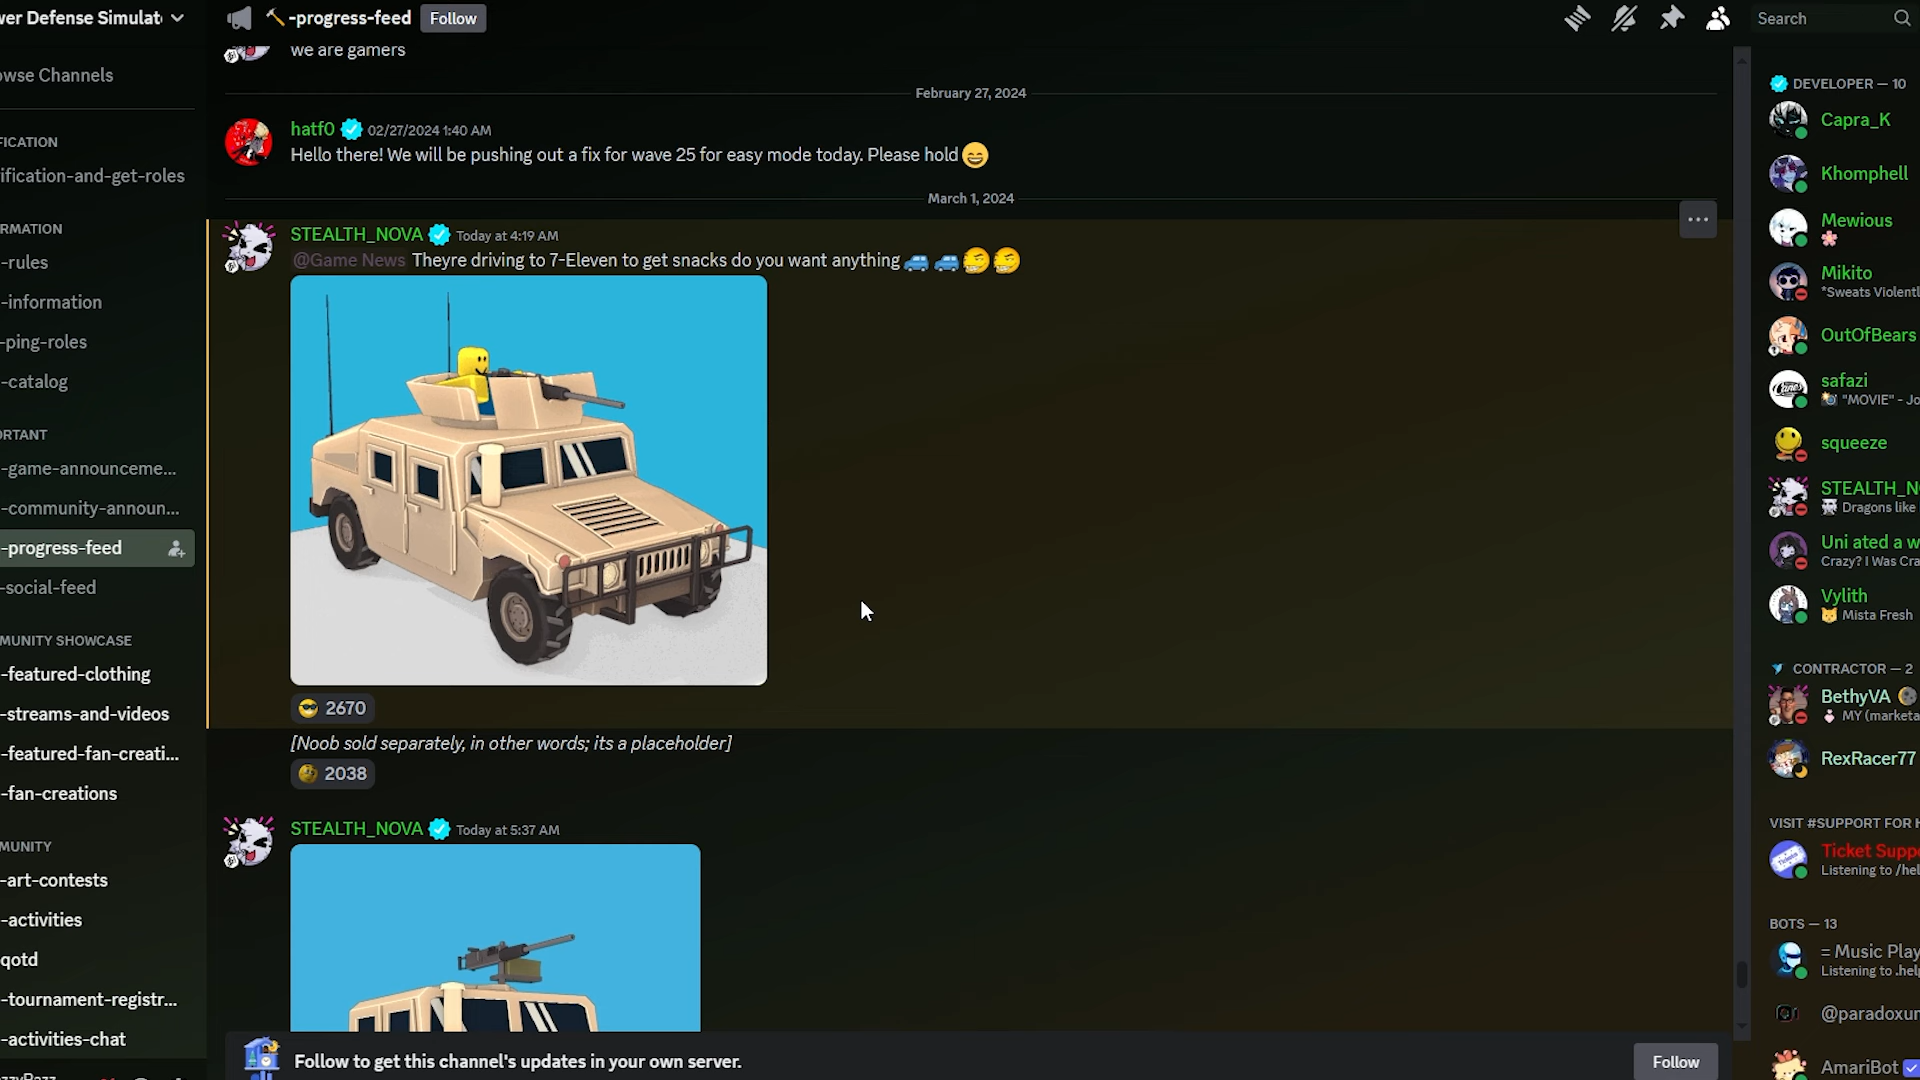 ver Defense Simulat
-progress-feed
Follow
Search
we are gamers
owse Channels
February 27, 2024
FICATION
ification-and-get-roles
hatf0 02/27/2024 1:40 AM
Hello there! We will be pushing out a fix for wave 25 for easy mode today. Please hold
March 1, 2024
RMATION
-rules
-information
-ping-roles
-catalog
STEALTH_NOVA Today at 4:19 AM
@Game News Theyre driving to 7-Eleven to get snacks do you want anything
ORTANT
-game-announceme...
-community-announ...
-progress-feed
-social-feed
MUNITY SHOWCASE
-featured-clothing
-streams-and-videos
-featured-fan-creati...
-fan-creations
2670
[Noob sold separately, in other words; its a placeholder]
2038
MUNITY
-art-contests
-activities
qotd
-tournament-registr...
-activities-chat
STEALTH_NOVA Today at 5:37 AM
Follow to get this channel's updates in your own server.
Follow
DEVELOPER — 10
Capra_K
Khomphell
Mewious
Mikito
*Sweats Violentl
OutOfBears
safazi
"MOVIE" - Jo
squeeze
STEALTH_N
Dragons like
Uni ated a w
Crazy? I Was Cra
Vylith
Mista Fresh
CONTRACTOR — 2
BethyVA
MY (marketa
RexRacer77
VISIT #SUPPORT FOR H
Ticket Suppo
Listening to /hel
BOTS — 13
= Music Play
Listening to .help
@paradoxur
AmariBot